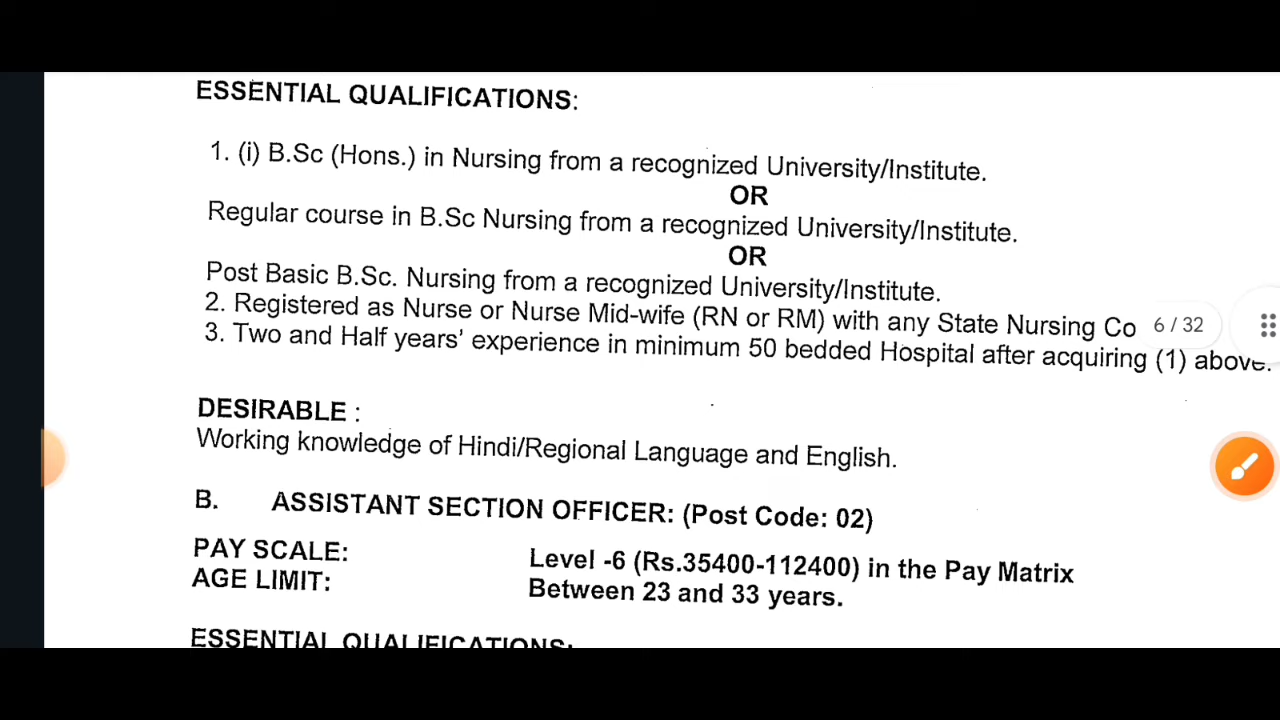 ESSENTIAL QUALIFICATIONS:
1. (i) B.Sc (Hons.) in Nursing from a recognized University/Institute.
OR
Regular course in B.Sc Nursing from a recognized University/Institute.
OR
Post Basic B.Sc. Nursing from a recognized University/Institute.
2. Registered as Nurse or Nurse Mid-wife (RN or RM) with any State Nursing Co
6 / 32
3. Two and Half years' experience in minimum 50 bedded Hospital after acquiring (1) above.
DESIRABLE :
Working knowledge of Hindi/Regional Language and English.
B. ASSISTANT SECTION OFFICER: (Post Code: 02)
PAY SCALE: Level -6 (Rs.35400-112400) in the Pay Matrix
AGE LIMIT: Between 23 and 33 years.
ESSENTIAL QUALIFICATIONS: